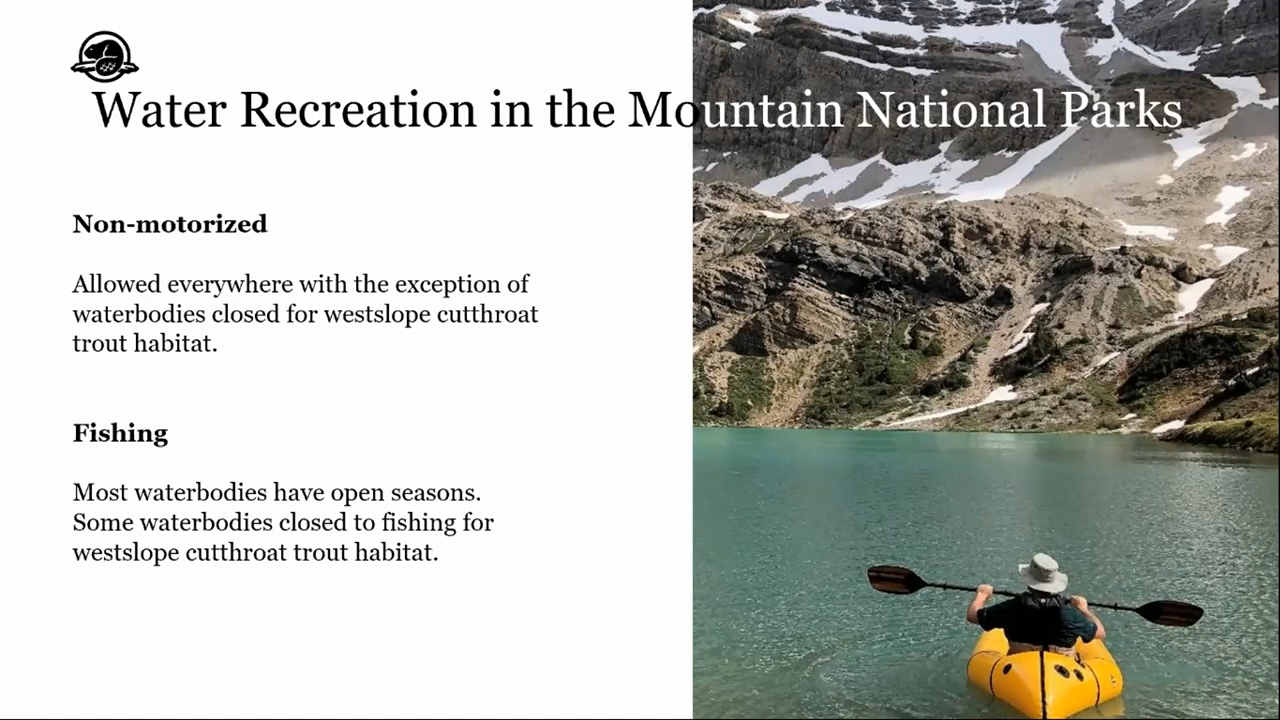 Water Recreation in the Mountain National Parks
Non-motorized
Allowed everywhere with the exception of
waterbodies closed for westslope cutthroat
trout habitat.
Fishing
Most waterbodies have open seasons.
Some waterbodies closed to fishing for
westslope cutthroat trout habitat.